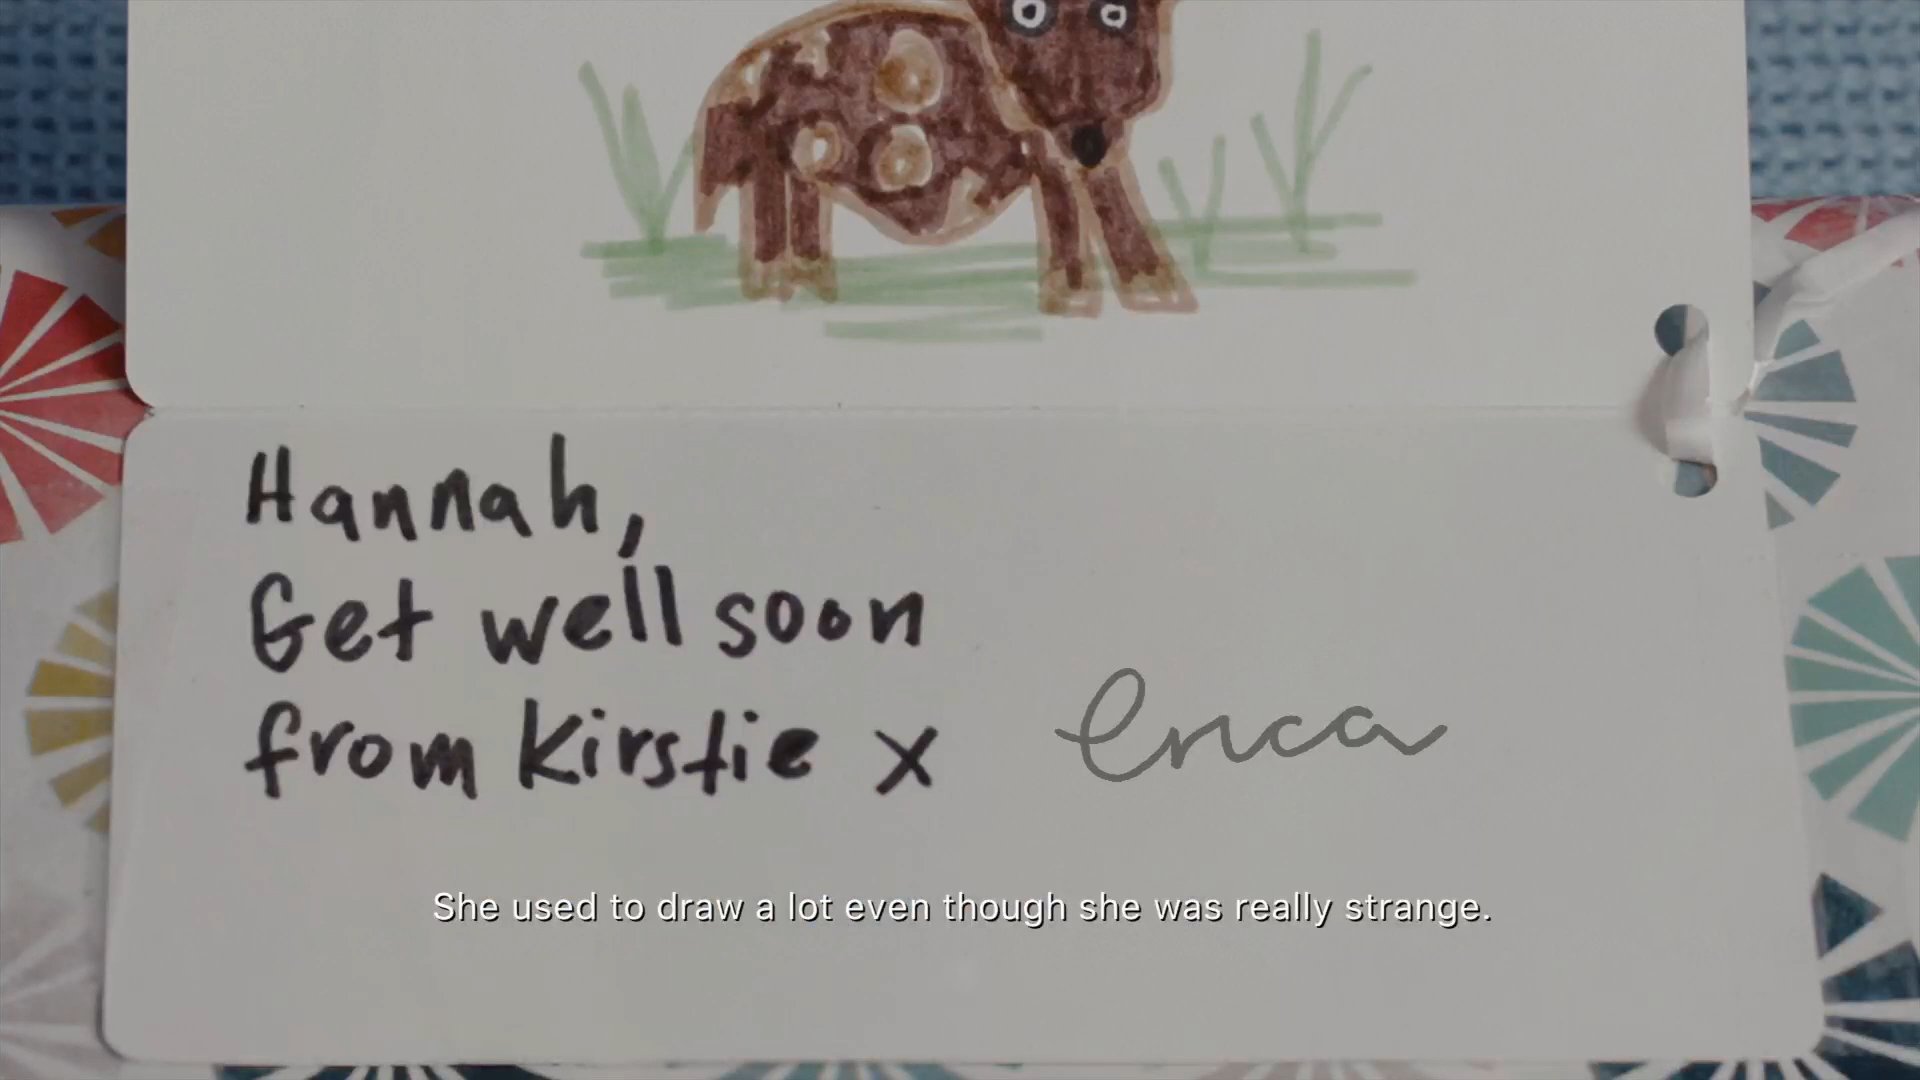 Hannah,
Get well soon
from Kirstie x
erica
She used to draw a lot even though she was really strange.